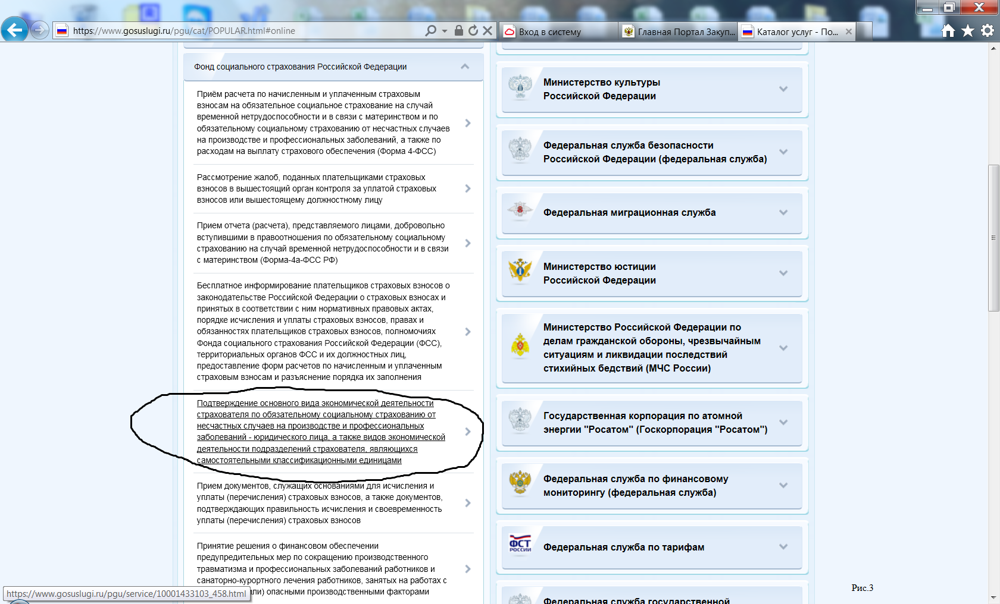 https://www.gosuslugi.ru/pgu/cat/POPULAR.html#online
Вход в систему
Главная Портал Закуп...
Каталог услуг - По...
Фонд социального страхования Российской Федерации
Приём расчета по начисленным и уплаченным страховым
взносам на обязательное социальное страхование на случай
временной нетрудоспособности и в связи с материнством и по
обязательному социальному страхованию от несчастных случаев
на производстве и профессиональных заболеваний, а также по
расходам на выплату страхового обеспечения (Форма 4-ФСС)
Рассмотрение жалоб, поданных плательщиками страховых
взносов в вышестоящий орган контроля за уплатой страховых
взносов или вышестоящему должностному лицу
Прием отчета (расчета), представляемого лицами, добровольно
вступившими в правоотношения по обязательному социальному
страхованию на случай временной нетрудоспособности и в связи
с материнством (Форма-4а-ФСС РФ)
Бесплатное информирование плательщиков страховых взносов о
законодательстве Российской Федерации о страховых взносах и
принятых в соответствии с ним нормативных правовых актах,
порядке исчисления и уплаты страховых взносов, правах и
обязанностях плательщиков страховых взносов, полномочиях
Фонда социального страхования Российской Федерации (ФСС),
территориальных органов ФСС и их должностных лиц,
предоставление форм расчетов по начисленным и уплаченным
страховым взносам и разъяснение порядка их заполнения
Подтверждение основного вида экономической деятельности
страхователя по обязательному социальному страхованию от
несчастных случаев на производстве и профессиональных
заболеваний - юридического лица, а также видов экономической
деятельности подразделений страхователя, являющихся
самостоятельными классификационными единицами
Прием документов, служащих основаниями для исчисления и
уплаты (перечисления) страховых взносов, а также документов,
подтверждающих правильность исчисления и своевременность
уплаты (перечисления) страховых взносов
Принятие решения о финансовом обеспечении
предупредительных мер по сокращению производственного
травматизма и профессиональных заболеваний работников и
санаторно-курортного лечения работников, занятых на работах с
или) опасными производственными факторами
https://www.gosuslugi.ru/pgu/service/10001433103_458.html
Министерство культуры
Российской Федерации
Федеральная служба безопасности
Российской Федерации (федеральная служба)
Федеральная миграционная служба
Министерство юстиции
Российской Федерации
Министерство Российской Федерации по
делам гражданской обороны, чрезвычайным
ситуациям и ликвидации последствий
стихийных бедствий (МЧС России)
Государственная корпорация по атомной
энергии "Росатом" (Госкорпорация "Росатом")
Федеральная служба по финансовому
мониторингу (федеральная служба)
ФСТ
РОССИИ
Федеральная служба по тарифам
Федеральная служба государственной
Рис.3